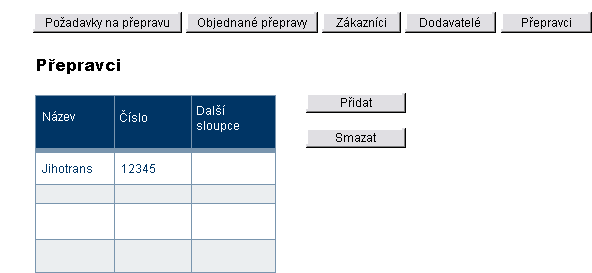 Požadavky na přepravu Objednané přepravy Zákazníci Dodavatelé Přepravci
Přepravci
Název Číslo Další
sloupce
Přidat
Smazat
Jihotrans 12345